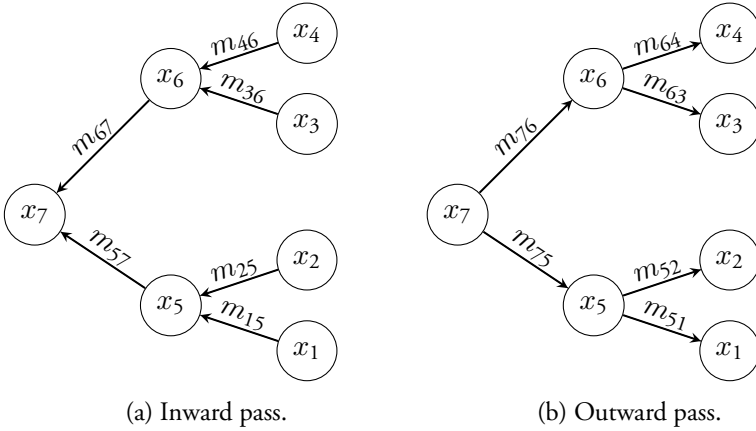 x₄
m₄₆
x₆
m₃₆
x₃
m₆₇
x₇
m₅₇
x₂
m₂₅
x₅
m₁₅
x₁
(a) Inward pass.
x₄
m₆₄
x₆
m₆₃
x₃
m₇₆
x₇
m₇₅
x₂
m₅₂
x₅
m₅₁
x₁
(b) Outward pass.